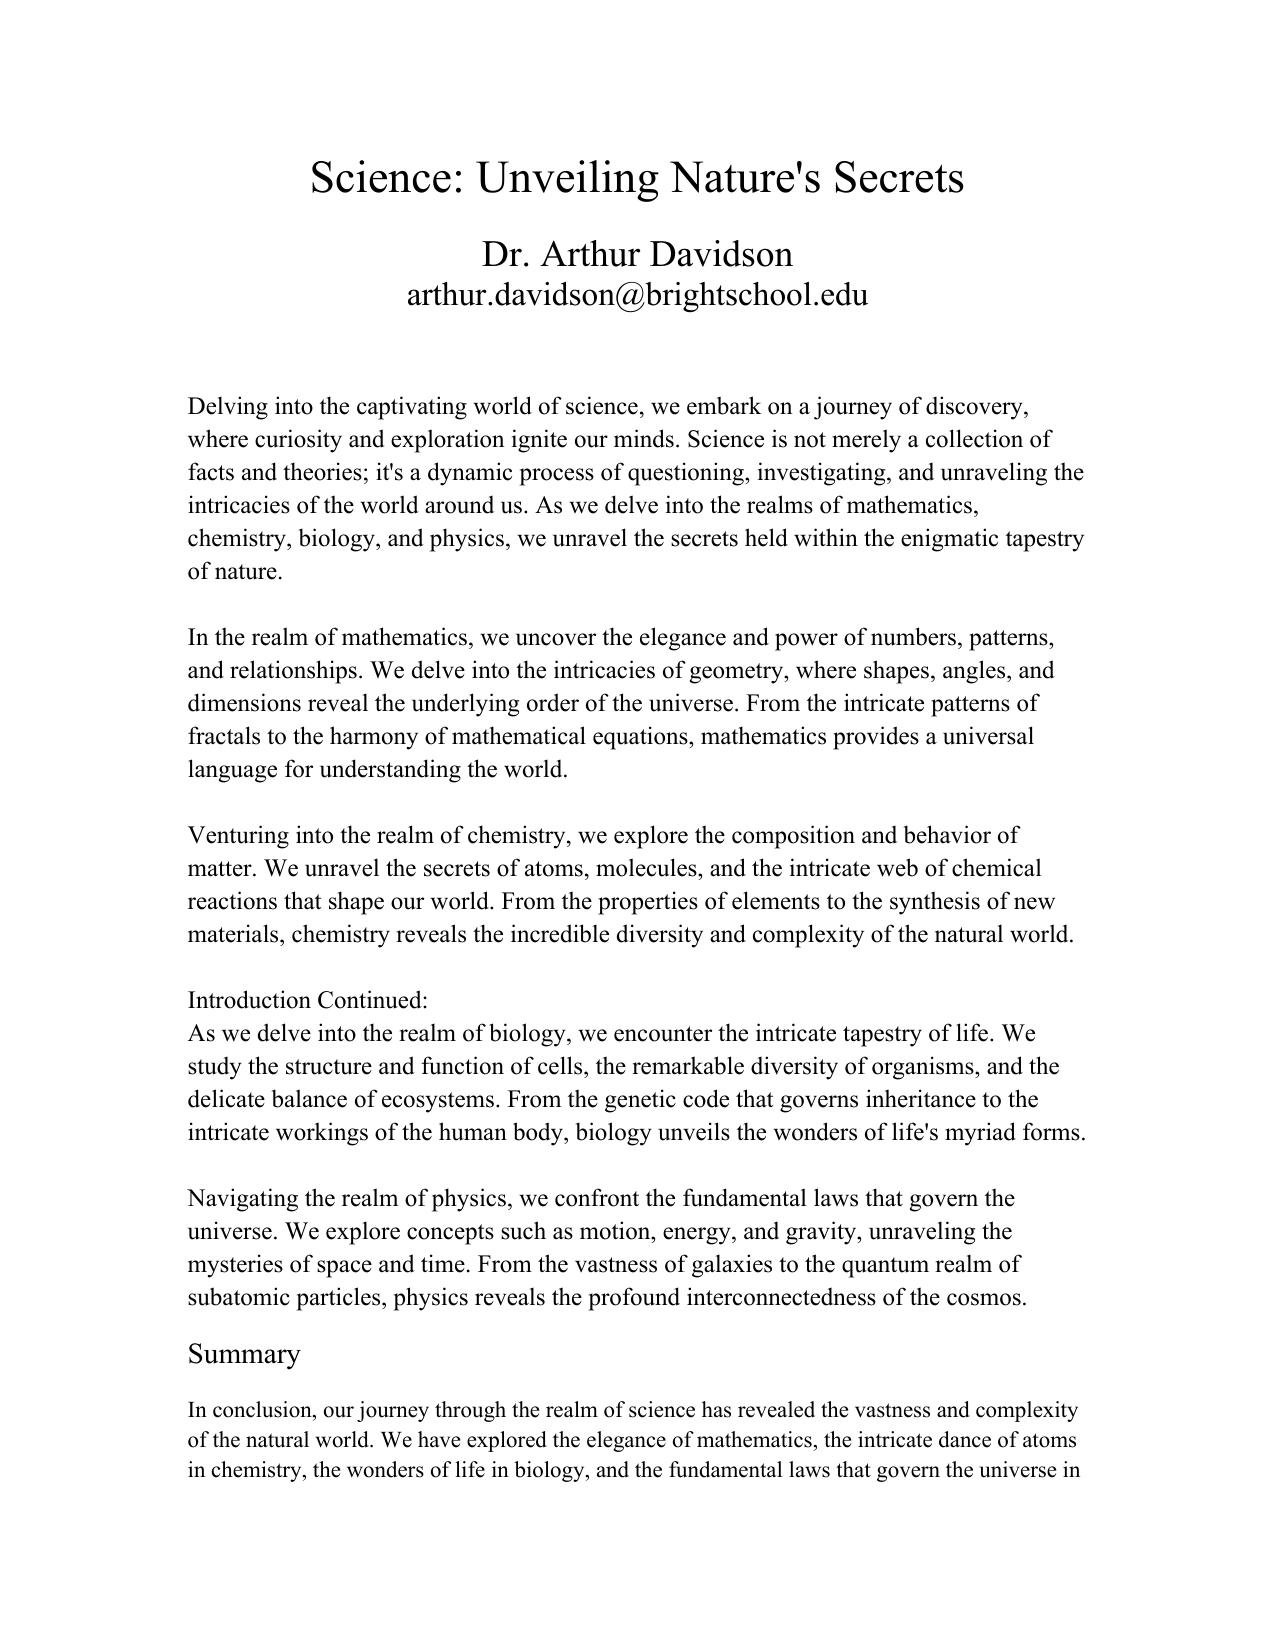 Science: Unveiling Nature's Secrets
Dr. Arthur Davidson
arthur.davidson@brightschool.edu
Delving into the captivating world of science, we embark on a journey of discovery,
where curiosity and exploration ignite our minds. Science is not merely a collection of
facts and theories; it's a dynamic process of questioning, investigating, and unraveling the
intricacies of the world around us. As we delve into the realms of mathematics,
chemistry, biology, and physics, we unravel the secrets held within the enigmatic tapestry
of nature.
In the realm of mathematics, we uncover the elegance and power of numbers, patterns,
and relationships. We delve into the intricacies of geometry, where shapes, angles, and
dimensions reveal the underlying order of the universe. From the intricate patterns of
fractals to the harmony of mathematical equations, mathematics provides a universal
language for understanding the world.
Venturing into the realm of chemistry, we explore the composition and behavior of
matter. We unravel the secrets of atoms, molecules, and the intricate web of chemical
reactions that shape our world. From the properties of elements to the synthesis of new
materials, chemistry reveals the incredible diversity and complexity of the natural world.
Introduction Continued:
As we delve into the realm of biology, we encounter the intricate tapestry of life. We
study the structure and function of cells, the remarkable diversity of organisms, and the
delicate balance of ecosystems. From the genetic code that governs inheritance to the
intricate workings of the human body, biology unveils the wonders of life's myriad forms.
Navigating the realm of physics, we confront the fundamental laws that govern the
universe. We explore concepts such as motion, energy, and gravity, unraveling the
mysteries of space and time. From the vastness of galaxies to the quantum realm of
subatomic particles, physics reveals the profound interconnectedness of the cosmos.
Summary
In conclusion, our journey through the realm of science has revealed the vastness and complexity
of the natural world. We have explored the elegance of mathematics, the intricate dance of atoms
in chemistry, the wonders of life in biology, and the fundamental laws that govern the universe in